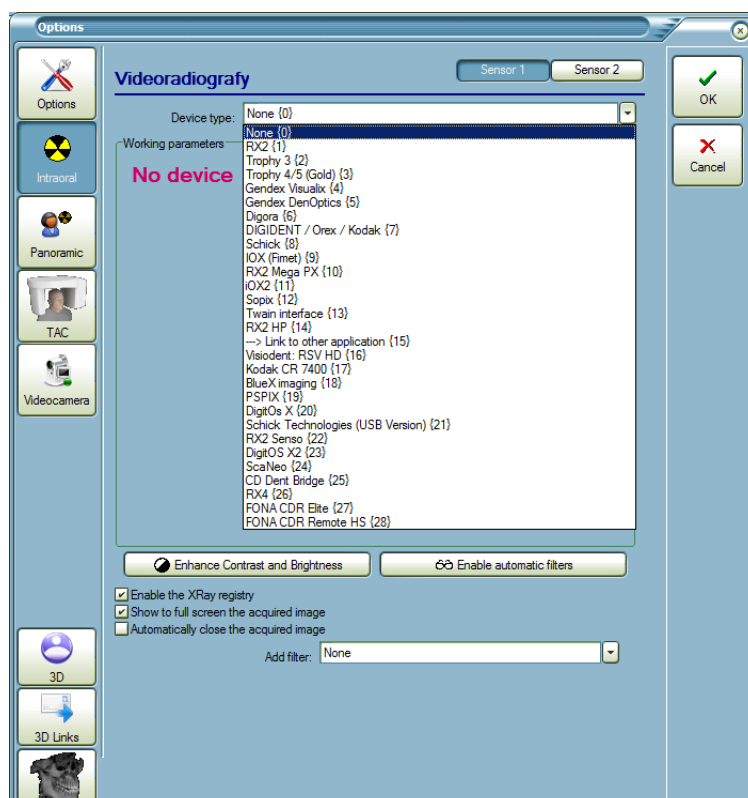 Options
Options
Intraoral
Panoramic
TAC
Videocamera
3D
3D Links
Videoradiografy
Sensor 1
Sensor 2
Device type:
None {0}
None {0}
RX2 {1}
Trophy 3 {2}
Trophy 4/5 (Gold) {3}
Gendex Visualix {4}
Gendex DenOptics {5}
Digora {6}
DIGIDENT / Orex / Kodak {7}
Schick {8}
IOX (Fimet) {9}
RX2 Mega PX {10}
iOX2 {11}
Sopix {12}
Twain interface {13}
RX2 HP {14}
---> Link to other application {15}
Visiodent: RSV HD {16}
Kodak CR 7400 {17}
BlueX imaging {18}
PSPIX {19}
DigitOs X {20}
Schick Technologies (USB Version) {21}
RX2 Senso {22}
DigitOS X2 {23}
ScaNeo {24}
CD Dent Bridge {25}
RX4 {26}
FONA CDR Elite {27}
FONA CDR Remote HS {28}
Working parameters
No device
Enhance Contrast and Brightness
Enable automatic filters
Enable the XRay registry
Show to full screen the acquired image
Automatically close the acquired image
Add filter:
None
OK
Cancel